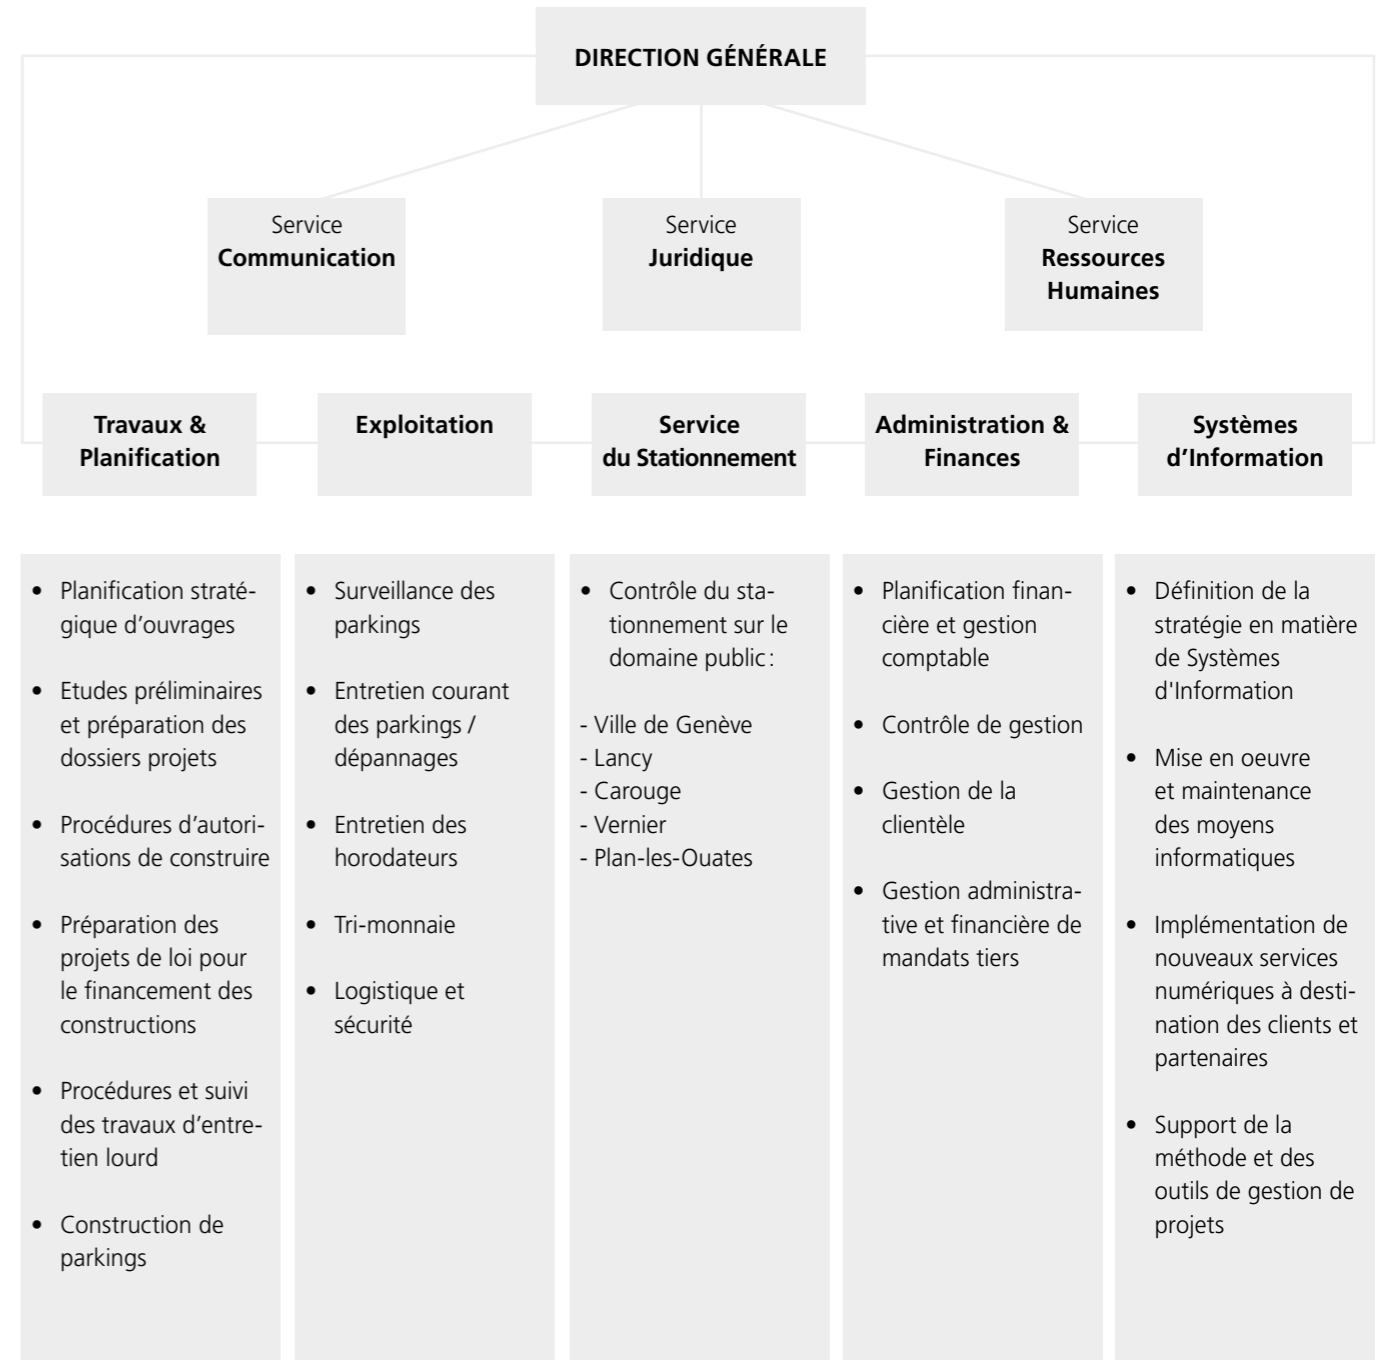 DIRECTION GÉNÉRALE
Service
Communication
Service
Juridique
Service
Ressources
Humaines
Travaux &
Planification
Exploitation
Service
du Stationnement
Administration &
Finances
Systèmes
d’Information
• Planification straté-
gique d’ouvrages
• Etudes préliminaires
et préparation des
dossiers projets
• Procédures d’autori-
sations de construire
• Préparation des
projets de loi pour
le financement des
constructions
• Procédures et suivi
des travaux d’entre-
tien lourd
• Construction de
parkings
• Surveillance des
parkings
• Entretien courant
des parkings /
dépannages
• Entretien des
horodateurs
• Tri-monnaie
• Logistique et
sécurité
• Contrôle du sta-
tionnement sur le
domaine public :
- Ville de Genève
- Lancy
- Carouge
- Vernier
- Plan-les-Ouates
• Planification finan-
cière et gestion
comptable
• Contrôle de gestion
• Gestion de la
clientèle
• Gestion administra-
tive et financière de
mandats tiers
• Définition de la
stratégie en matière
de Systèmes
d'Information
• Mise en oeuvre
et maintenance
des moyens
informatiques
• Implémentation de
nouveaux services
numériques à desti-
nation des clients et
partenaires
• Support de la
méthode et des
outils de gestion de
projets